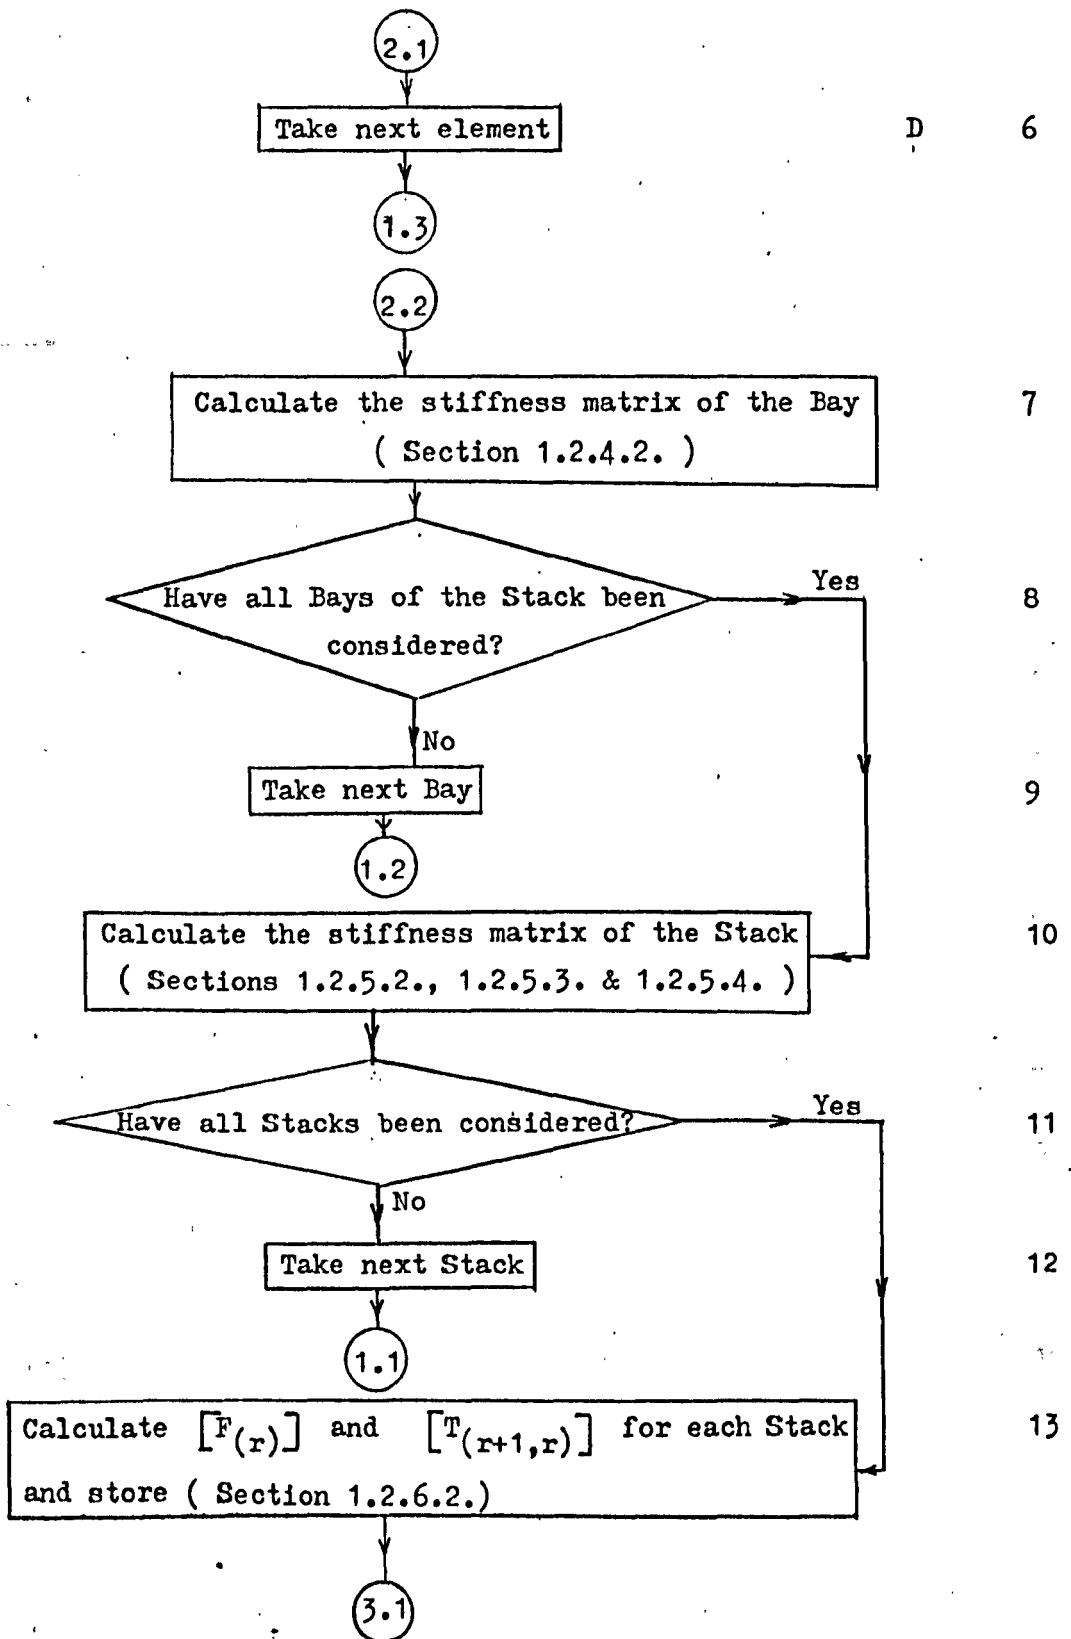 2.1
Take next element D 6
1.3
2.2
Calculate the stiffness matrix of the Bay 7
( Section 1.2.4.2. )
Yes
Have all Bays of the Stack been 8
considered?
No
Take next Bay 9
1.2
Calculate the stiffness matrix of the Stack 10
( Sections 1.2.5.2., 1.2.5.3. & 1.2.5.4. )
Yes
Have all Stacks been considered? 11
No
Take next Stack 12
1.1
Calculate [F(r)] and [T(r+1,r)] for each Stack 13
and store ( Section 1.2.6.2.)
3.1